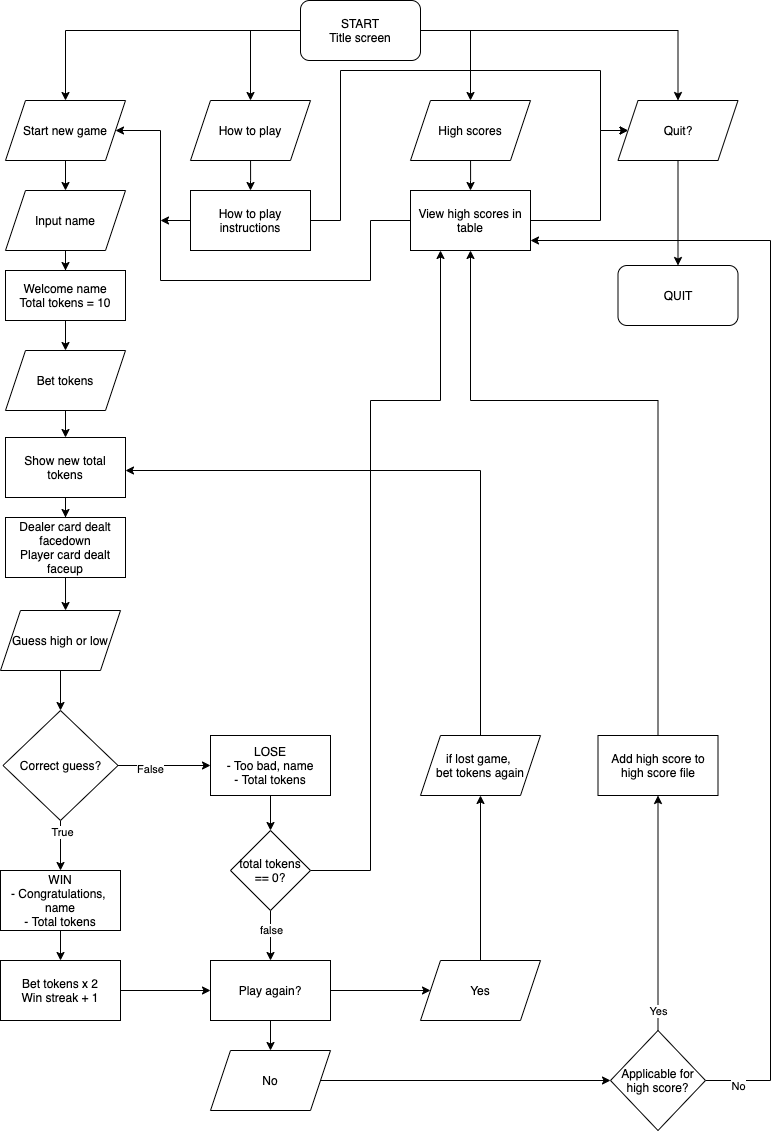 START
Title screen
Start new game
How to play
High scores
Quit?
Input name
How to play
instructions
View high scores in
table
Welcome name
Total tokens = 10
QUIT
Bet tokens
Show new total
tokens
Dealer card dealt
facedown
Player card dealt
faceup
Guess high or low
Correct guess?
False
LOSE
- Too bad, name
- Total tokens
if lost game,
bet tokens again
Add high score to
high score file
True
total tokens
== 0?
WIN
- Congratulations,
name
- Total tokens
false
Bet tokens x 2
Win streak + 1
Play again?
Yes
Yes
No
Applicable for
high score?
No